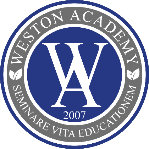 WESTON ACADEMY
WA
2007
SEMINARE VITA EDUCATIONEM